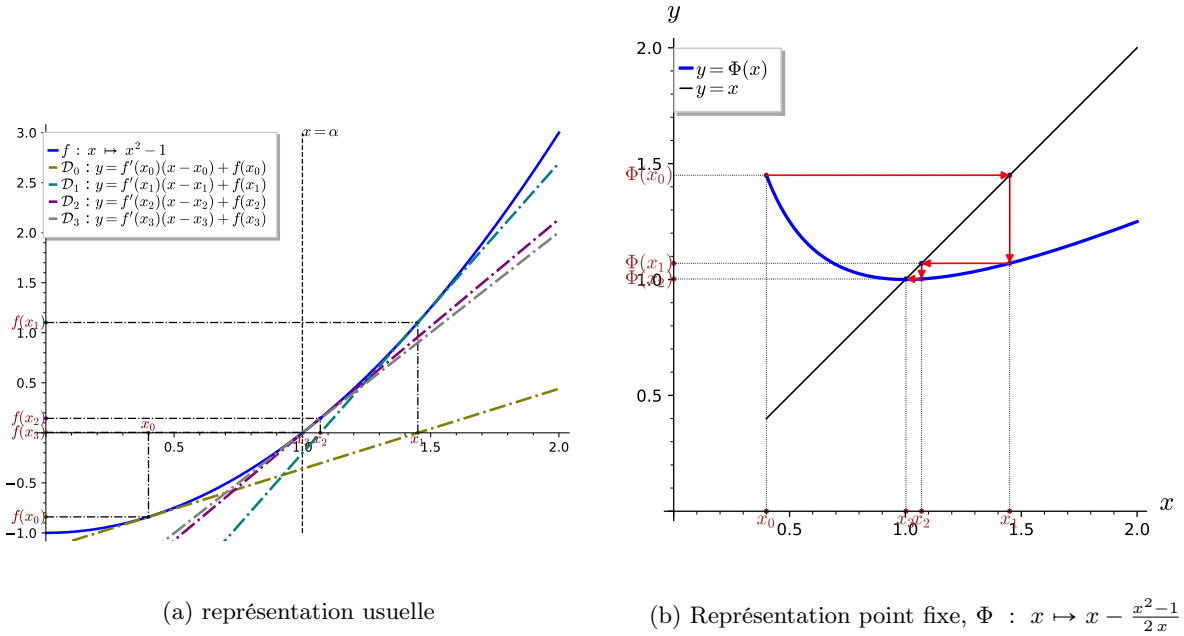 y
3.0
x = α
f : x ↦ x² − 1
𝒟₀ : y = f′(x₀)(x − x₀) + f(x₀)
𝒟₁ : y = f′(x₁)(x − x₁) + f(x₁)
𝒟₂ : y = f′(x₂)(x − x₂) + f(x₂)
𝒟₃ : y = f′(x₃)(x − x₃) + f(x₃)
2.5
2.0
1.5
f(x₁)
1.0
0.5
f(x₂)
f(x₃)
x₀
x₂
x₁
0.5
1.0
1.5
2.0
−0.5
f(x₀)
−1.0
(a) représentation usuelle
2.0
y = Φ(x)
y = x
1.5
Φ(x₀)
Φ(x₁)
1.0
Φ(x₂)
0.5
x₀
x₃
x₂
x₁
x
0.5
1.0
1.5
2.0
(b) Représentation point fixe, Φ : x ↦ x − (x²−1)/(2 x)